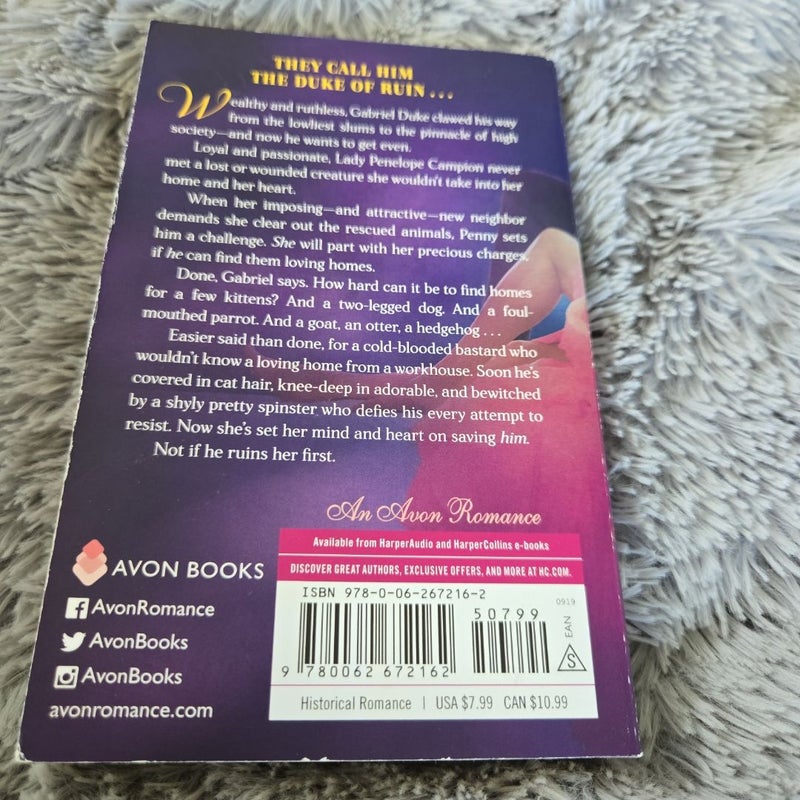 THEY CALL HIM
THE DUKE OF RUIN . . .
Wealthy and ruthless, Gabriel Duke clawed his way
from the lowliest slums to the pinnacle of high
society—and now he wants to get even.
Loyal and passionate, Lady Penelope Campion never
met a lost or wounded creature she wouldn't take into her
home and her heart.
When her imposing—and attractive—new neighbor
demands she clear out the rescued animals, Penny sets
him a challenge. She will part with her precious charges,
if he can find them loving homes.
Done, Gabriel says. How hard can it be to find homes
for a few kittens? And a two-legged dog. And a foul-
mouthed parrot. And a goat, an otter, a hedgehog . . .
Easier said than done, for a cold-blooded bastard who
wouldn't know a loving home from a workhouse. Soon he's
covered in cat hair, knee-deep in adorable, and bewitched
by a shyly pretty spinster who defies his every attempt to
resist. Now she's set her mind and heart on saving him.
Not if he ruins her first.
An Avon Romance
Available from HarperAudio and HarperCollins e-books
DISCOVER GREAT AUTHORS, EXCLUSIVE OFFERS, AND MORE AT HC.COM.
AVON BOOKS
AvonRomance
AvonBooks
AvonBooks
avonromance.com
ISBN 978-0-06-267216-2
50799
0919
EAN
S
9 780062 672162
Historical Romance | USA $7.99 CAN $10.99